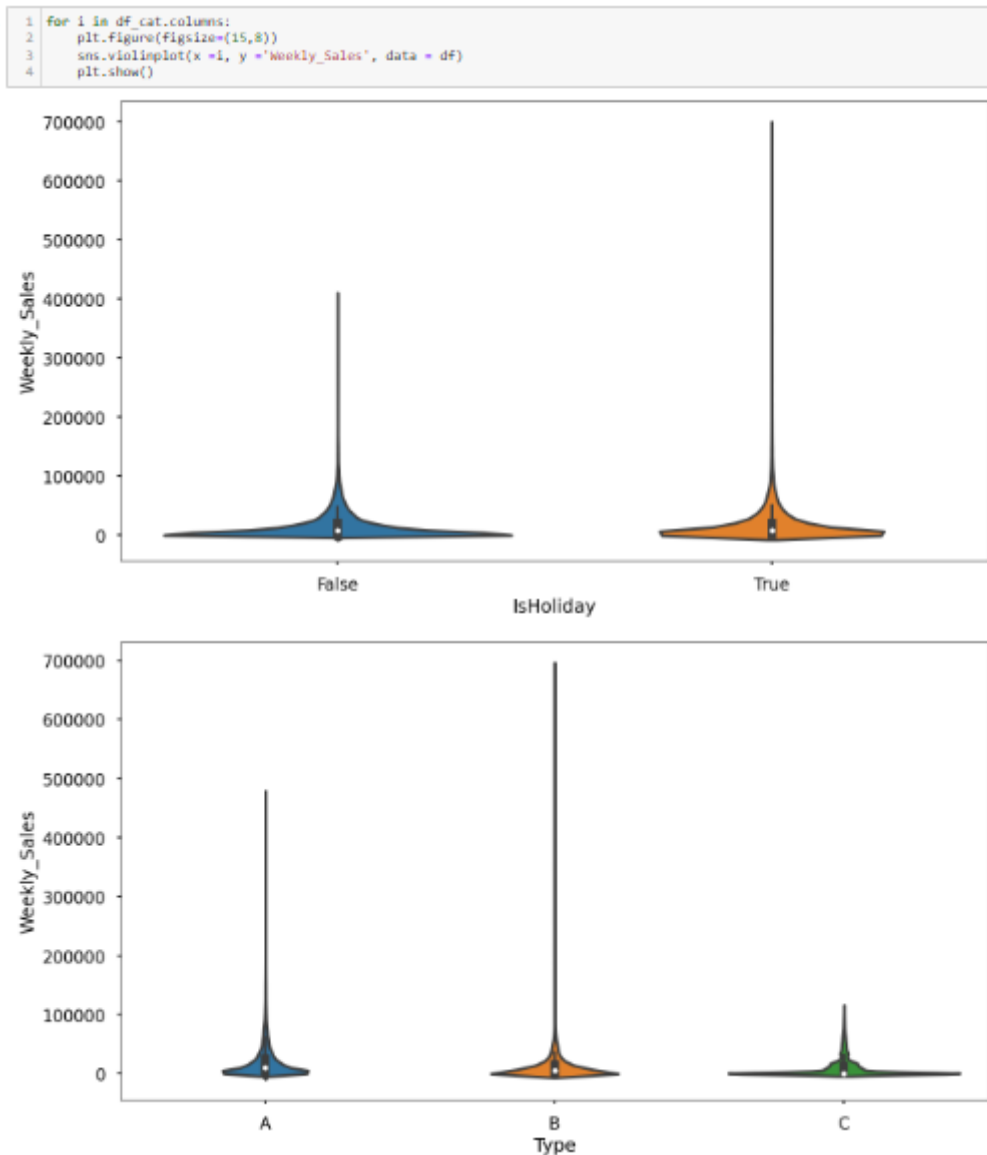 1 for i in df_cat.columns:
2 plt.figure(figsize=(15,8))
3 sns.violinplot(x =i, y ='Weekly_Sales', data = df)
4 plt.show()
700000
600000
500000
400000
300000
200000
100000
0
Weekly_Sales
False
True
IsHoliday
700000
600000
500000
400000
300000
200000
100000
0
Weekly_Sales
A
B
C
Type